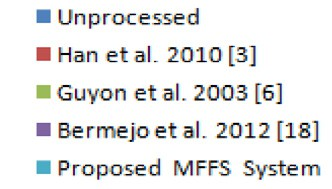 Unprocessed
Han et al. 2010 [3]
Guyon et al. 2003 [6]
Bermejo et al. 2012 [18]
Proposed MFFS System